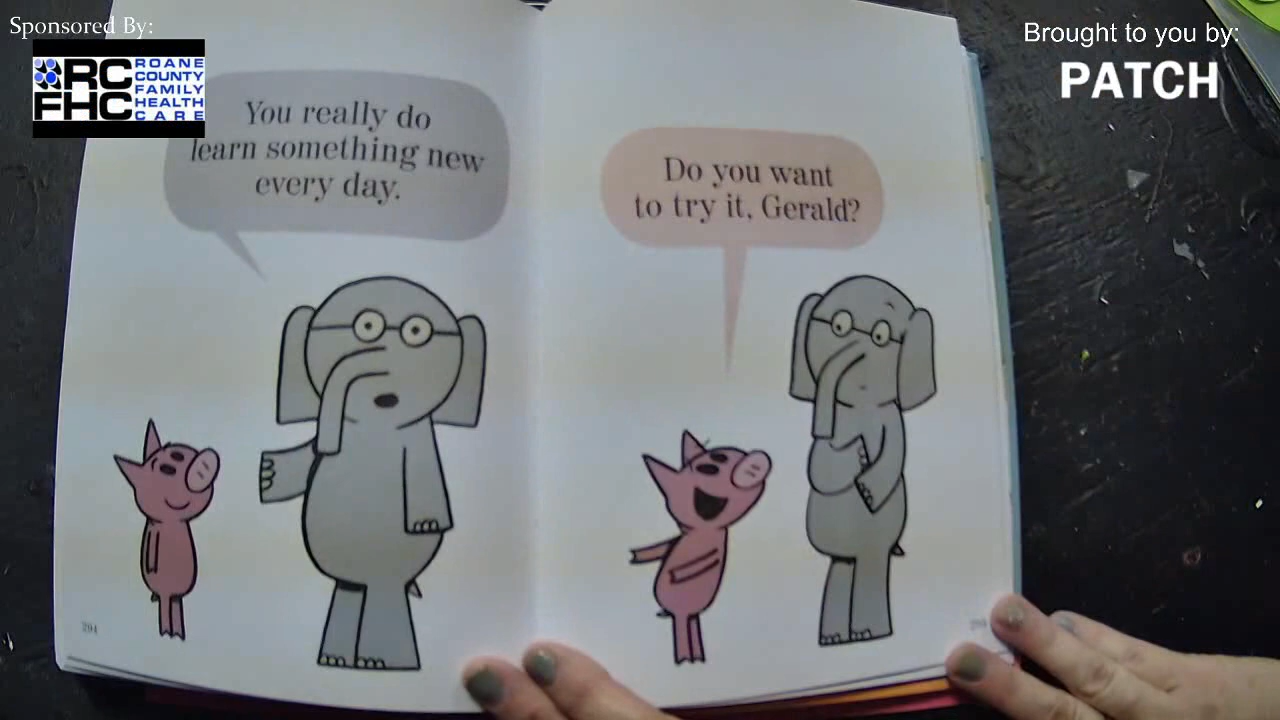 Sponsored By:
RC
FHC
ROANE
COUNTY
FAMILY
HEALTH
CARE
Brought to you by:
PATCH
You really do
learn something new
every day.
Do you want
to try it, Gerald?
294